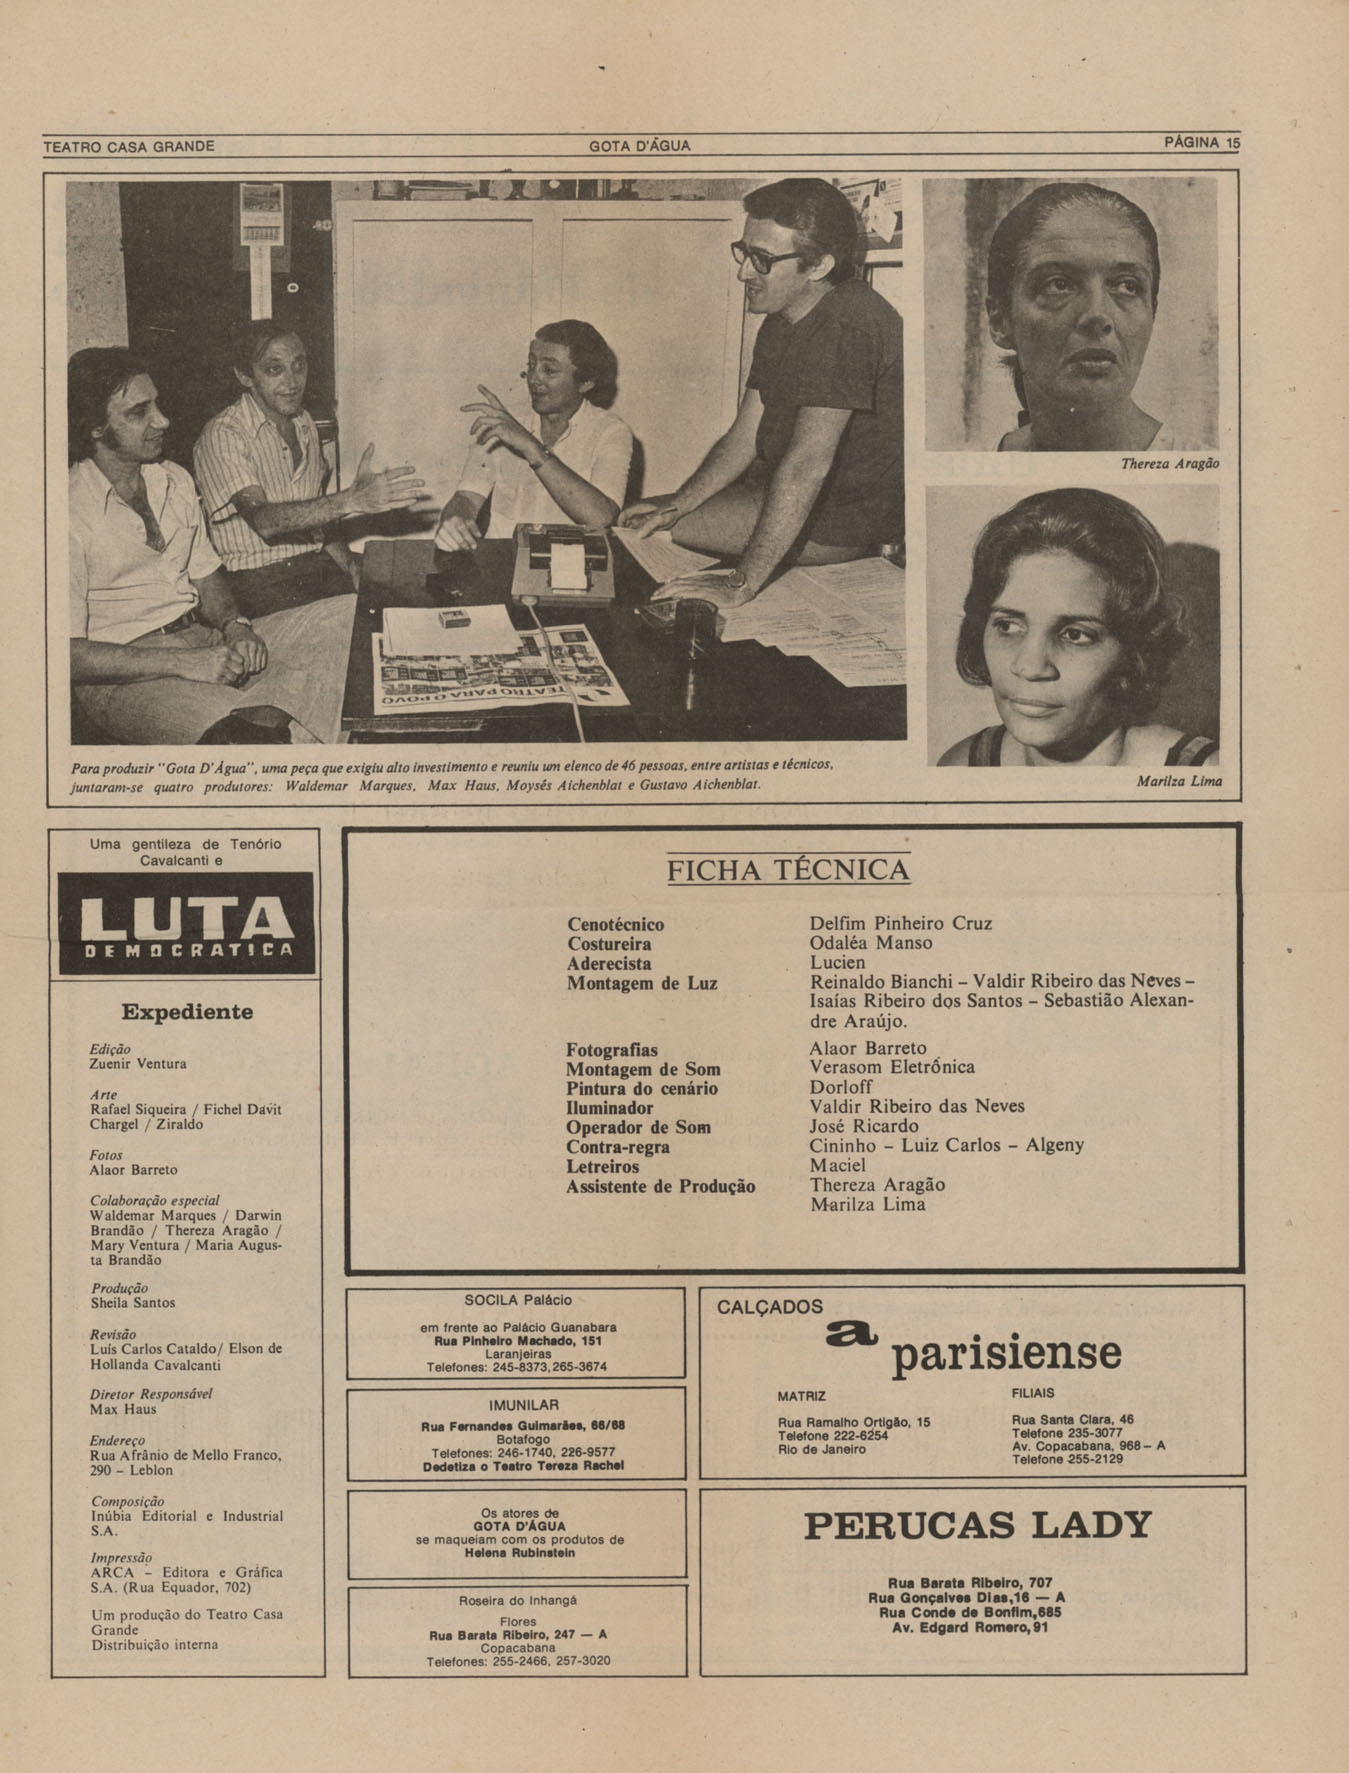 TEATRO CASA GRANDE
GOTA D'ÁGUA
PÁGINA 15
TEATRO PARA O POVO
Thereza Aragão
Marilza Lima
Para produzir "Gota D'Água", uma peça que exigiu alto investimento e reuniu um elenco de 46 pessoas, entre artistas e técnicos,
juntaram-se quatro produtores: Waldemar Marques, Max Haus, Moysés Aichenblat e Gustavo Aichenblat.
Uma gentileza de Tenório
Cavalcanti e
LUTA
DEMOCRATICA
Expediente
Edição
Zuenir Ventura
Arte
Rafael Siqueira / Fichel Davit
Chargel / Ziraldo
Fotos
Alaor Barreto
Colaboração especial
Waldemar Marques / Darwin
Brandão / Thereza Aragão /
Mary Ventura / Maria Augus-
ta Brandão
Produção
Sheila Santos
Revisão
Luís Carlos Cataldo/ Elson de
Hollanda Cavalcanti
Diretor Responsável
Max Haus
Endereço
Rua Afrânio de Mello Franco,
290 – Leblon
Composição
Inúbia Editorial e Industrial
S.A.
Impressão
ARCA – Editora e Gráfica
S.A. (Rua Equador, 702)
Um produção do Teatro Casa
Grande
Distribuição interna
FICHA TÉCNICA
Cenotécnico Delfim Pinheiro Cruz
Costureira Odaléa Manso
Aderecista Lucien
Montagem de Luz Reinaldo Bianchi – Valdir Ribeiro das Neves –
Isaías Ribeiro dos Santos – Sebastião Alexan-
dre Araújo.
Fotografias Alaor Barreto
Montagem de Som Verasom Eletrônica
Pintura do cenário Dorloff
Iluminador Valdir Ribeiro das Neves
Operador de Som José Ricardo
Contra-regra Cininho – Luiz Carlos – Algeny
Letreiros Maciel
Assistente de Produção Thereza Aragão
Marilza Lima
SOCILA Palácio
em frente ao Palácio Guanabara
Rua Pinheiro Machado, 151
Laranjeiras
Telefones: 245-8373, 265-3674
IMUNILAR
Rua Fernandes Guimarães, 66/68
Botafogo
Telefones: 246-1740, 226-9577
Dedetiza o Teatro Tereza Rachel
Os atores de
GOTA D'ÁGUA
se maqueiam com os produtos de
Helena Rubinstein
Roseira do Inhangá
Flores
Rua Barata Ribeiro, 247 — A
Copacabana
Telefones: 255-2466, 257-3020
CALÇADOS
a parisiense
MATRIZ
Rua Ramalho Ortigão, 15
Telefone 222-6254
Rio de Janeiro
FILIAIS
Rua Santa Clara, 46
Telefone 235-3077
Av. Copacabana, 968 – A
Telefone 255-2129
PERUCAS LADY
Rua Barata Ribeiro, 707
Rua Gonçalves Dias,16 — A
Rua Conde de Bonfim,685
Av. Edgard Romero,91